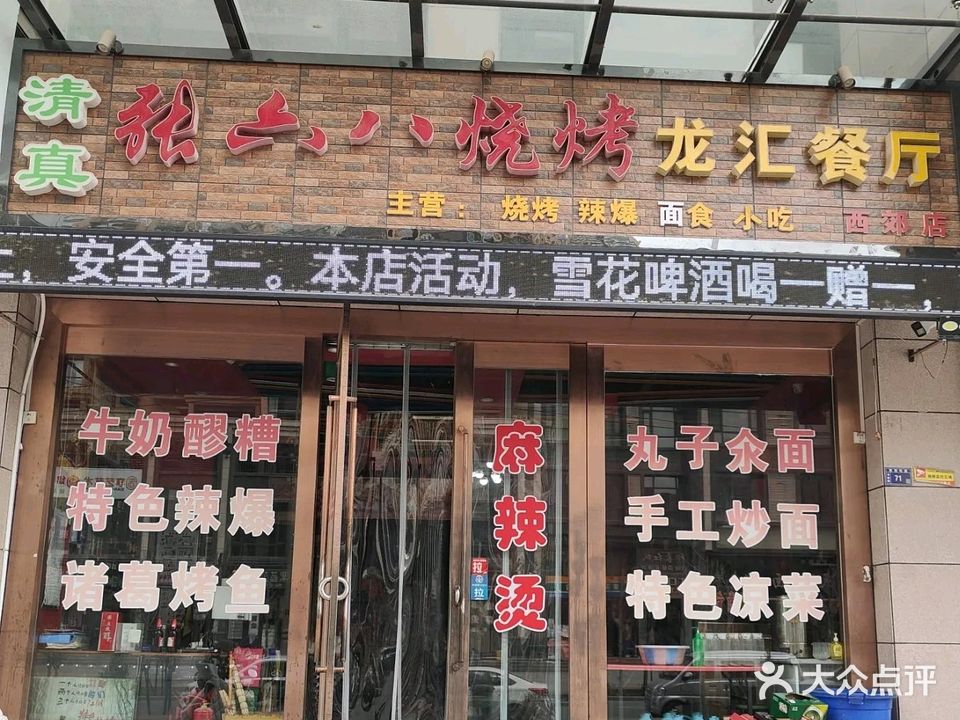 清真
张六八烧烤 龙汇餐厅
主营： 烧烤 辣爆 面食 小吃 西郊店
，安全第一。本店活动，雪花啤酒喝一赠一，
牛奶醪糟
特色辣爆
诸葛烤鱼
麻辣烫
丸子汆面
手工炒面
特色凉菜
拉
拉
71
大众点评